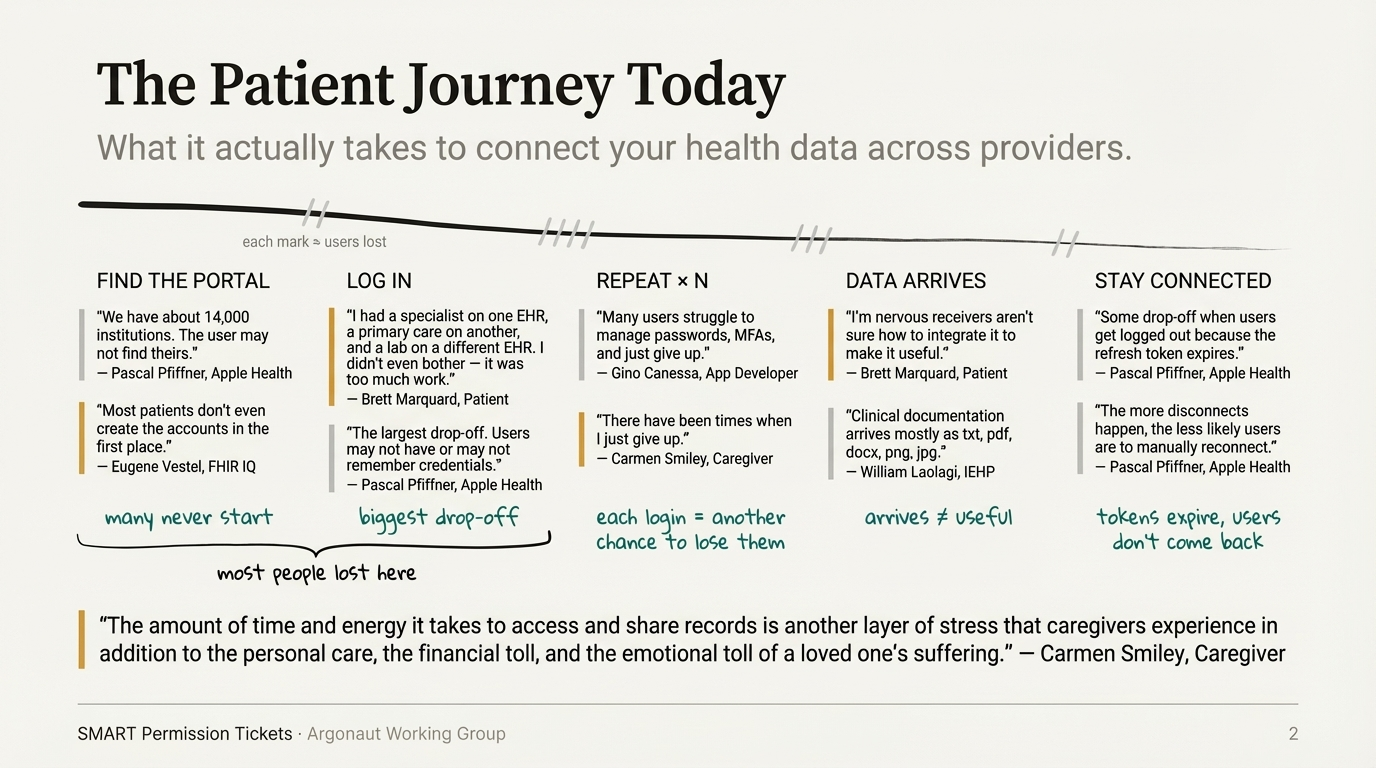 The Patient Journey Today
What it actually takes to connect your health data across providers.
each mark ≈ users lost
FIND THE PORTAL
“We have about 14,000
institutions. The user may
not find theirs.”
— Pascal Pfiffner, Apple Health
“Most patients don't even
create the accounts in the
first place.”
— Eugene Vestel, FHIR IQ
many never start
LOG IN
“I had a specialist on one EHR,
a primary care on another,
and a lab on a different EHR. I
didn't even bother — it was
too much work.”
— Brett Marquard, Patient
“The largest drop-off. Users
may not have or may not
remember credentials.”
— Pascal Pfiffner, Apple Health
biggest drop-off
most people lost here
REPEAT × N
“Many users struggle to
manage passwords, MFAs,
and just give up.”
— Gino Canessa, App Developer
“There have been times when
I just give up.”
— Carmen Smiley, Caregiver
each login = another
chance to lose them
DATA ARRIVES
“I'm nervous receivers aren't
sure how to integrate it to
make it useful.”
— Brett Marquard, Patient
“Clinical documentation
arrives mostly as txt, pdf,
docx, png, jpg.”
— William Laolagi, IEHP
arrives ≠ useful
STAY CONNECTED
“Some drop-off when users
get logged out because the
refresh token expires.”
— Pascal Pfiffner, Apple Health
“The more disconnects
happen, the less likely users
are to manually reconnect.”
— Pascal Pfiffner, Apple Health
tokens expire, users
don't come back
“The amount of time and energy it takes to access and share records is another layer of stress that caregivers experience in
addition to the personal care, the financial toll, and the emotional toll of a loved one's suffering.” — Carmen Smiley, Caregiver
SMART Permission Tickets · Argonaut Working Group
2